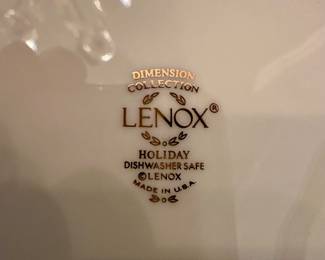 DIMENSION
COLLECTION
LENOX®
HOLIDAY
DISHWASHER SAFE
©LENOX
MADE IN U.S.A.